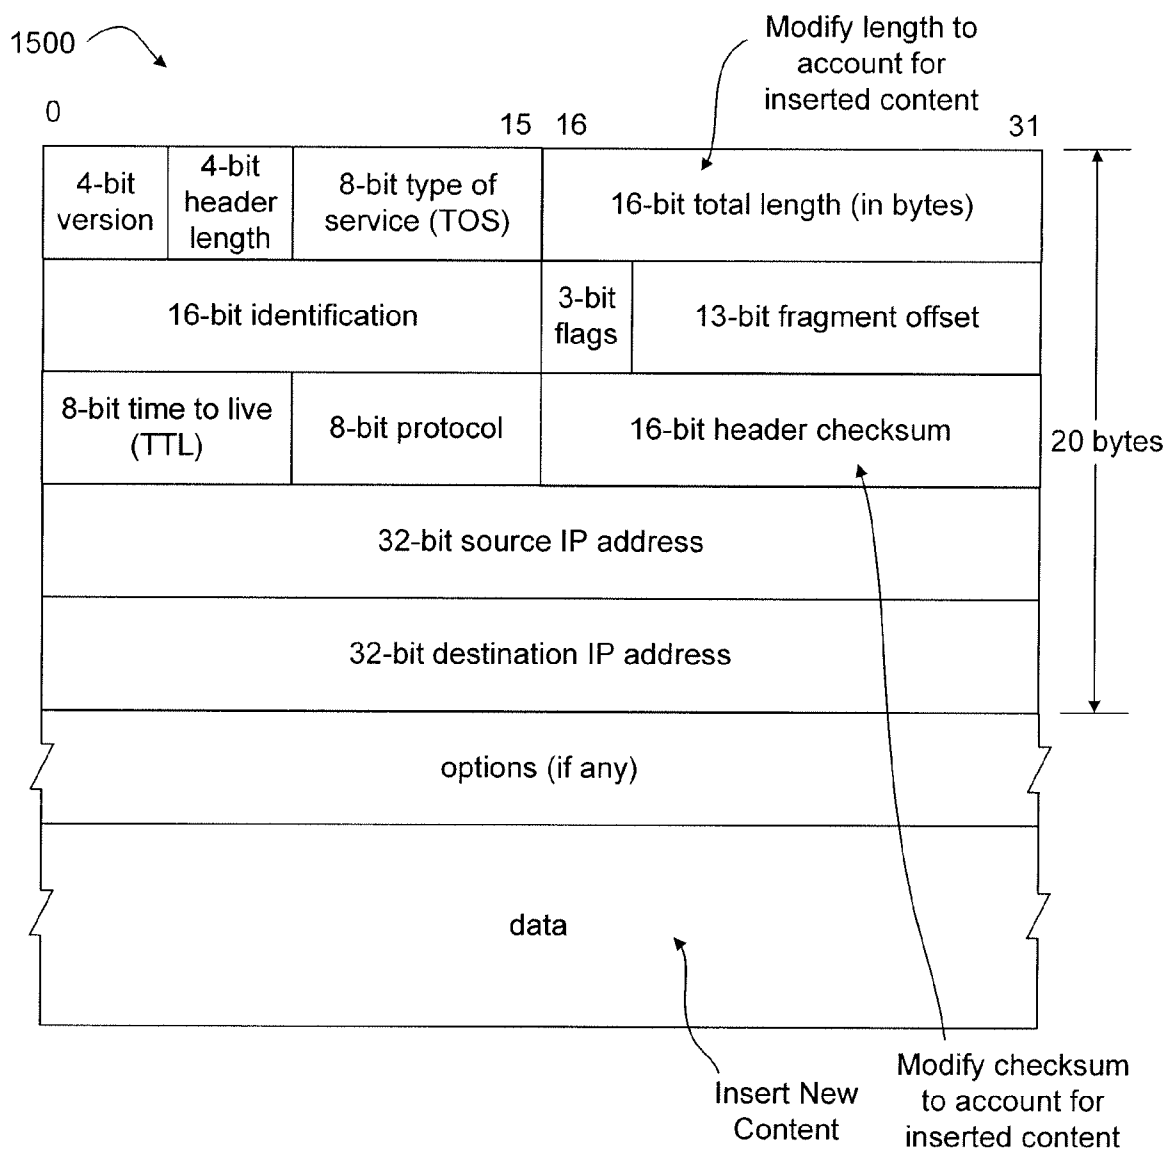 1500
Modify length to
account for
inserted content
0
15
16
31
4-bit
version
4-bit
header
length
8-bit type of
service (TOS)
16-bit total length (in bytes)
16-bit identification
3-bit
flags
13-bit fragment offset
8-bit time to live
(TTL)
8-bit protocol
16-bit header checksum
20 bytes
32-bit source IP address
32-bit destination IP address
options (if any)
data
Insert New
Content
Modify checksum
to account for
inserted content